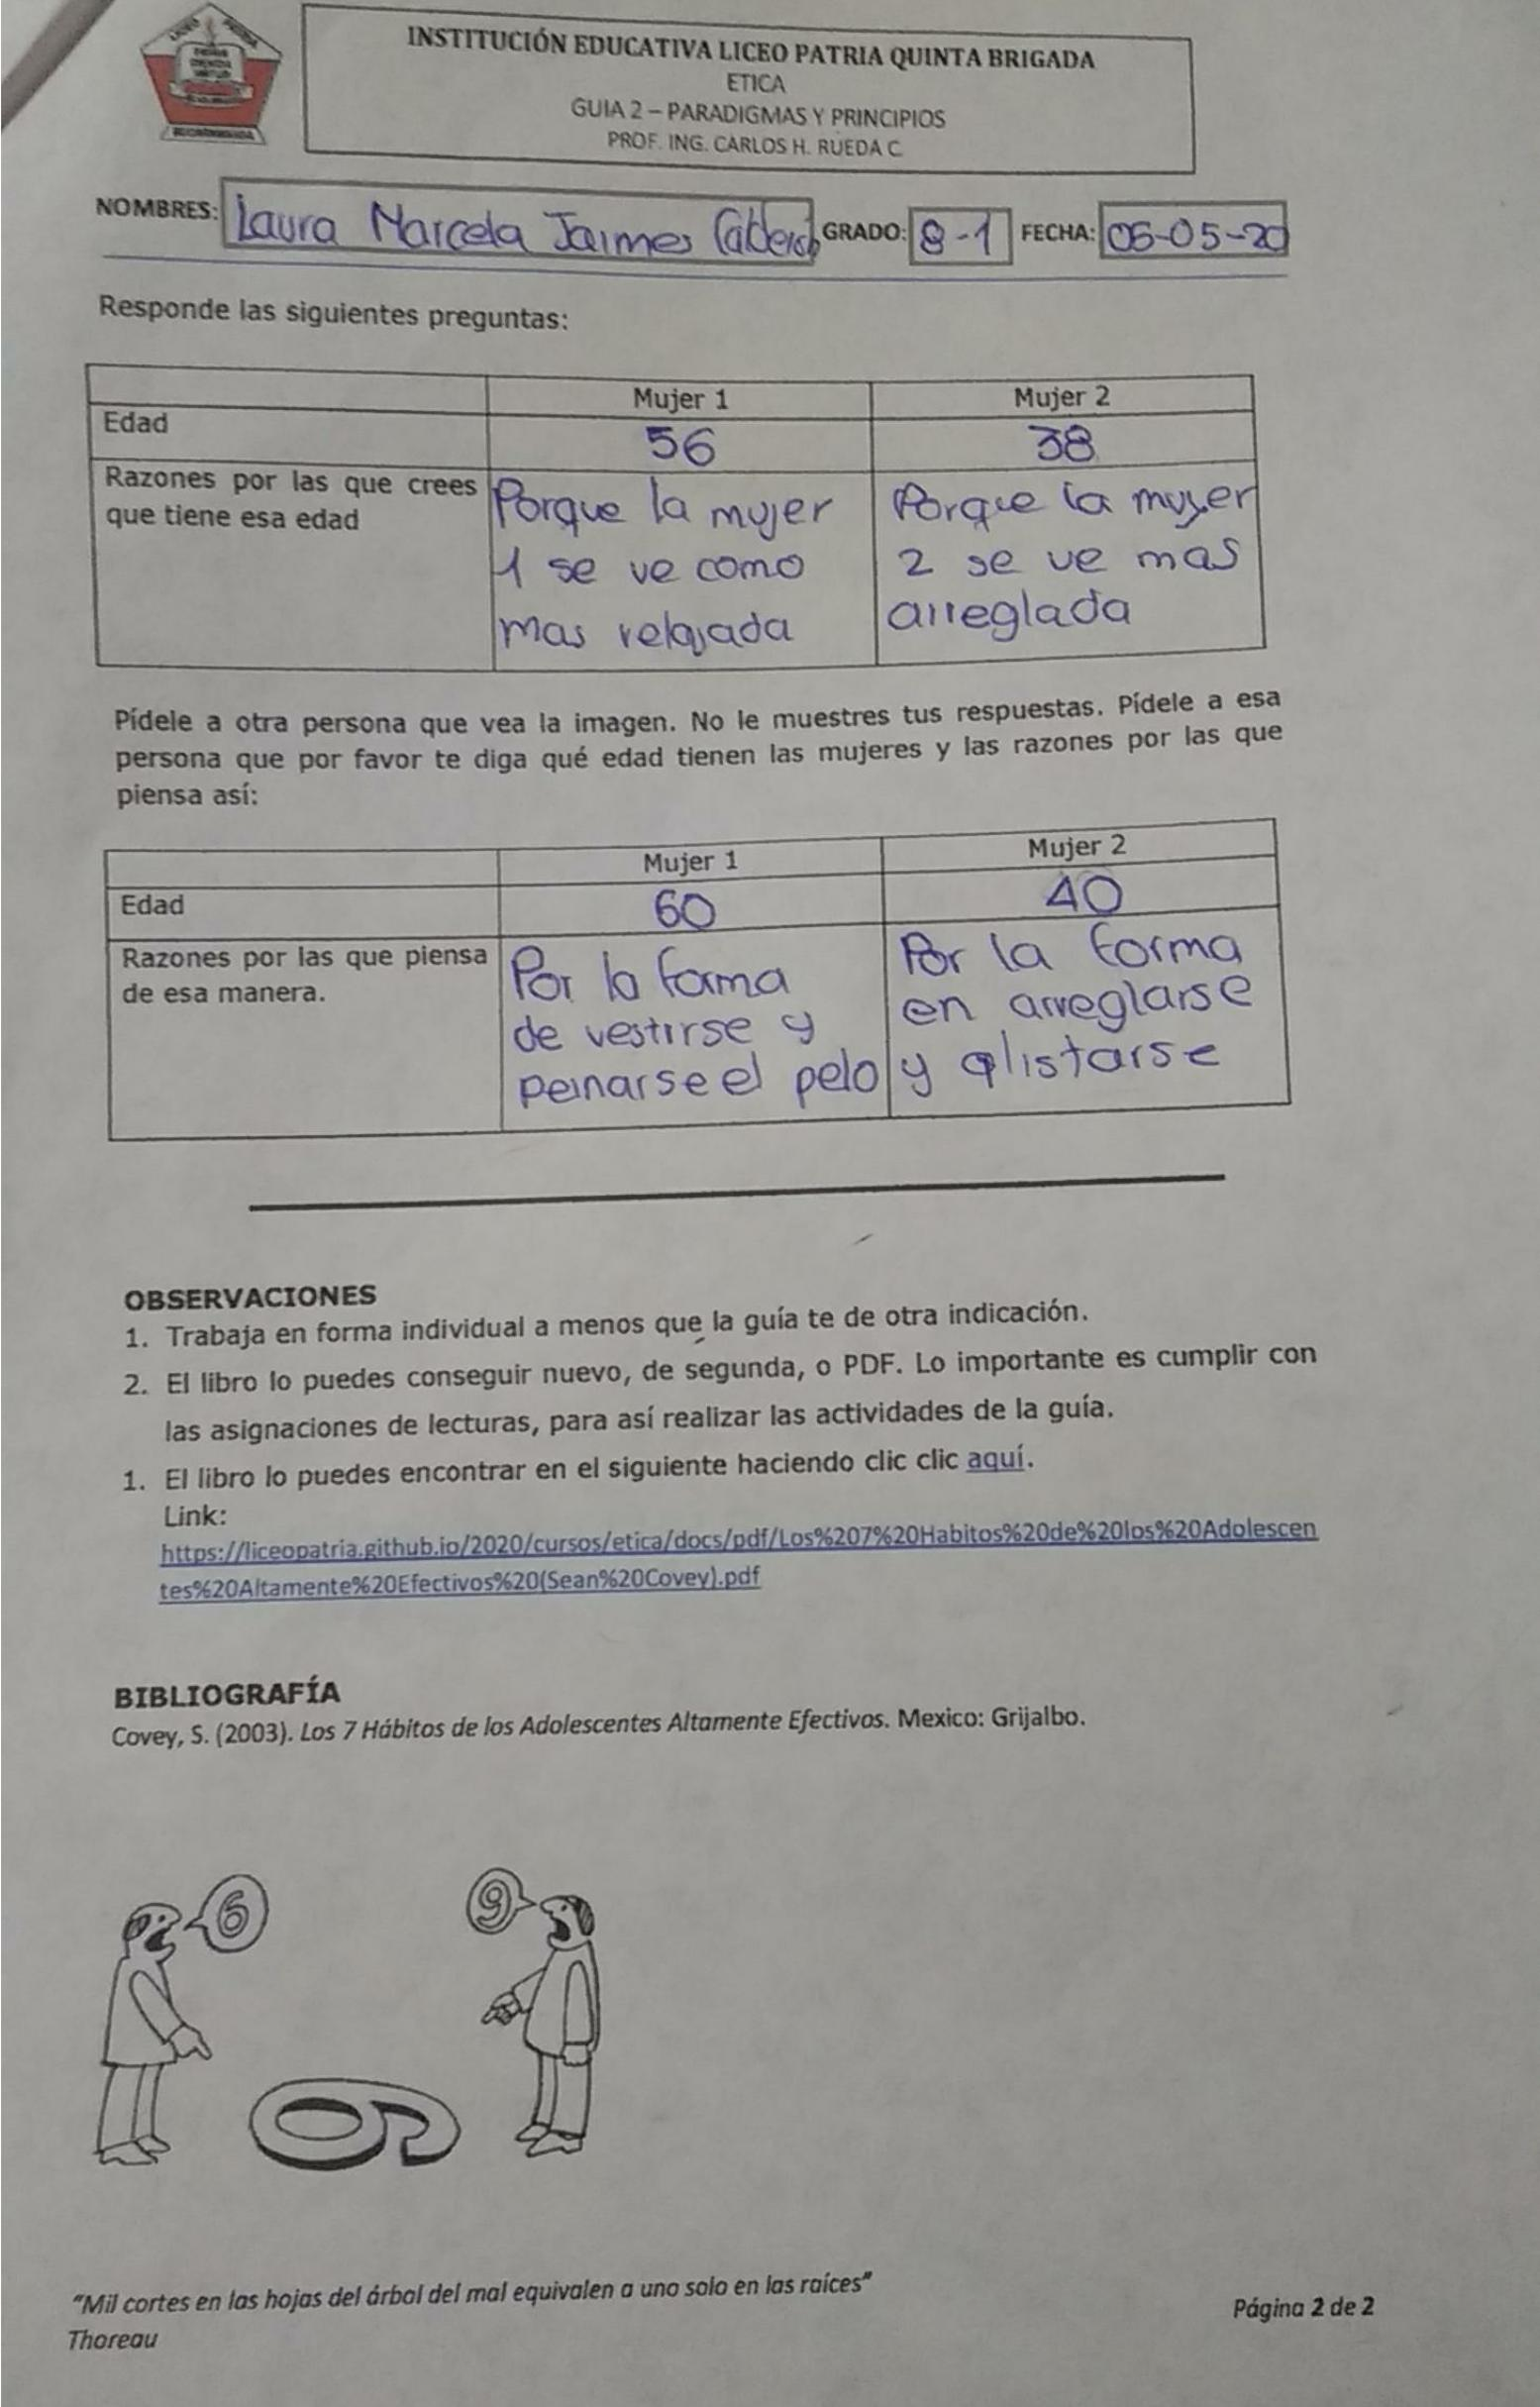 LICEO PATRIA
INSTITUCIÓN EDUCATIVA LICEO PATRIA QUINTA BRIGADA
ETICA
GUIA 2 – PARADIGMAS Y PRINCIPIOS
PROF. ING. CARLOS H. RUEDA C.
NOMBRES: Laura Marcela Jaimes GRADO: 8-1 FECHA: 05-05-20
Responde las siguientes preguntas:
Mujer 1 Mujer 2
Edad 56 38
Razones por las que crees Porque la mujer Porque la mujer
que tiene esa edad 1 se ve como 2 se ve mas
mas relajada arreglada
Pídele a otra persona que vea la imagen. No le muestres tus respuestas. Pídele a esa
persona que por favor te diga qué edad tienen las mujeres y las razones por las que
piensa así:
Mujer 1 Mujer 2
Edad 60 40
Razones por las que piensa Por la forma Por la forma
de esa manera. de vestirse y en arreglarse
peinarse el pelo y alistarse
OBSERVACIONES
1. Trabaja en forma individual a menos que la guía te de otra indicación.
2. El libro lo puedes conseguir nuevo, de segunda, o PDF. Lo importante es cumplir con
las asignaciones de lecturas, para así realizar las actividades de la guía.
1. El libro lo puedes encontrar en el siguiente haciendo clic clic aquí.
Link:
https://liceopatria.github.io/2020/cursos/etica/docs/pdf/Los%207%20Habitos%20de%20los%20Adolescen
tes%20Altamente%20Efectivos%20(Sean%20Covey).pdf
BIBLIOGRAFÍA
Covey, S. (2003). Los 7 Hábitos de los Adolescentes Altamente Efectivos. Mexico: Grijalbo.
6 9
6
"Mil cortes en las hojas del árbol del mal equivalen a uno solo en las raíces"
Thoreau
Página 2 de 2